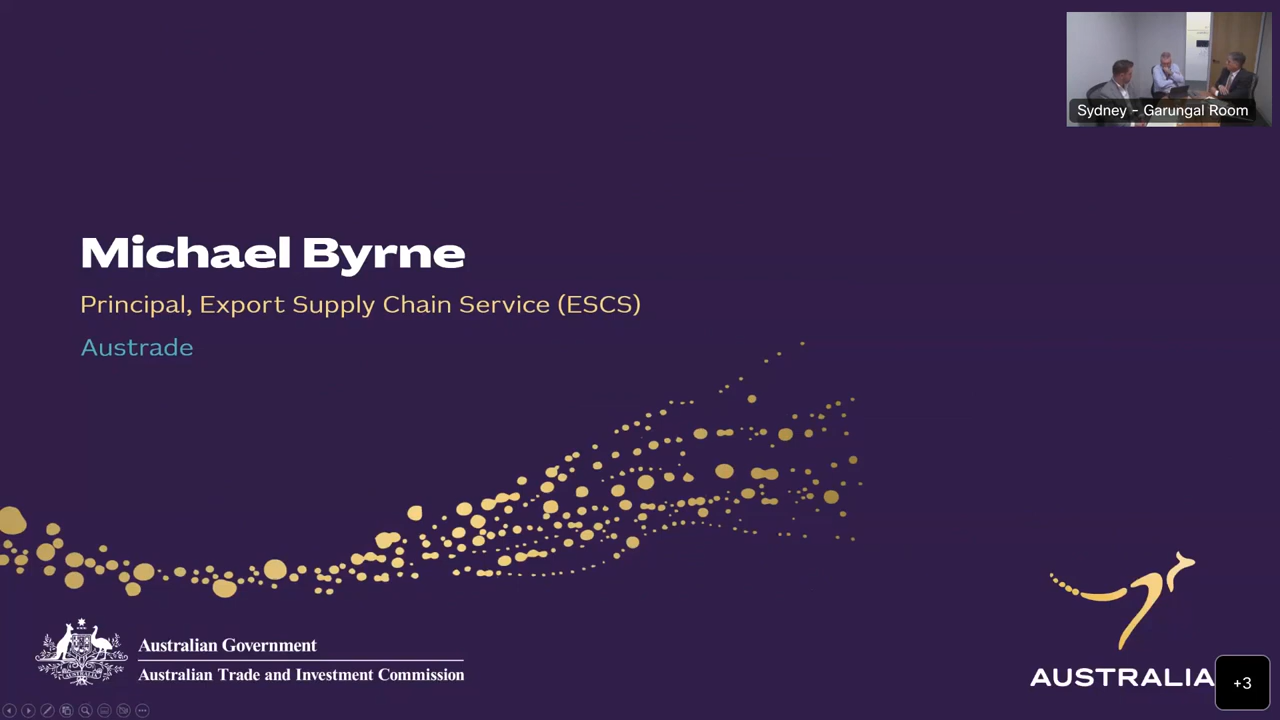 Sydney - Garungal Room
Michael Byrne
Principal, Export Supply Chain Service (ESCS)
Austrade
Australian Government
Australian Trade and Investment Commission
AUSTRALIA
+3